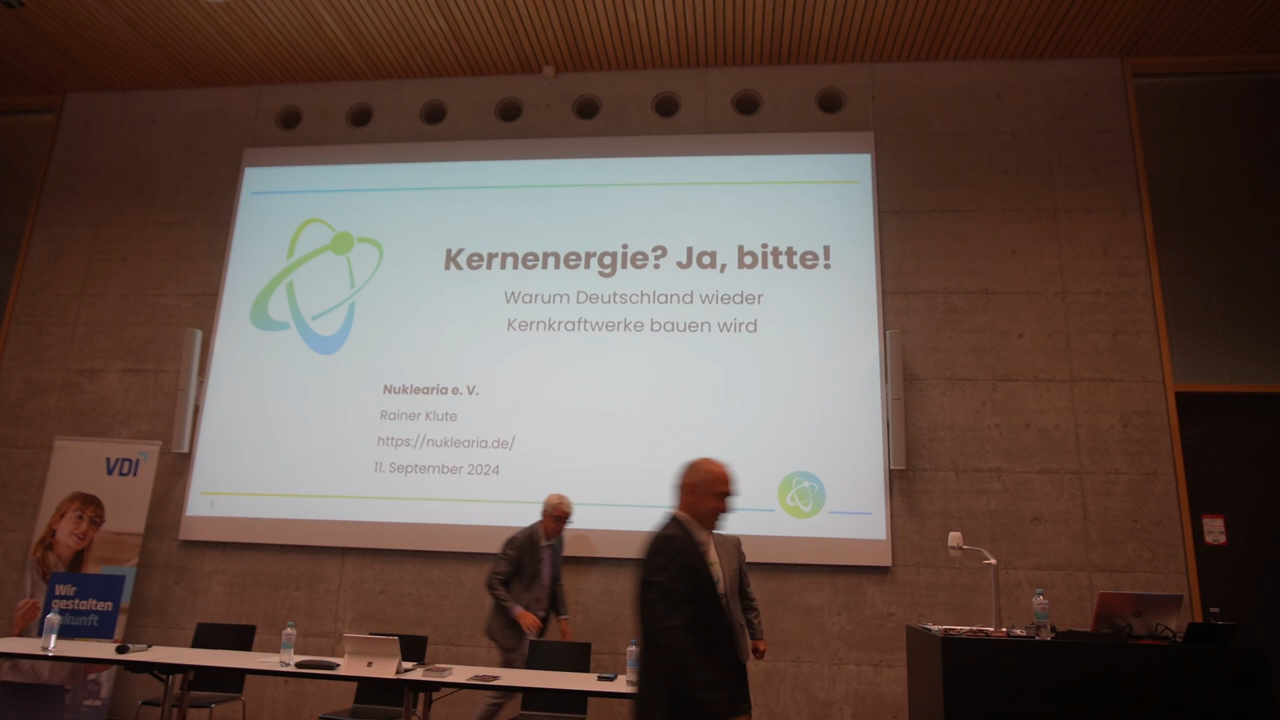 Kernenergie? Ja, bitte!
Warum Deutschland wieder
Kernkraftwerke bauen wird
Nuklearia e. V.
Rainer Klute
https://nuklearia.de/
11. September 2024
1
VDI
Wir
gestalten
Zukunft